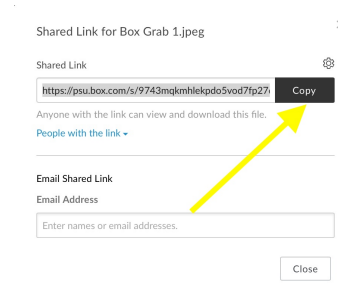 Shared Link for Box Grab 1.jpeg
Shared Link
https://psu.box.com/s/9743mqkmhlekpdo5vod7fp27
Copy
Anyone with the link can view and download this file.
People with the link
Email Shared Link
Email Address
Enter names or email addresses.
Close